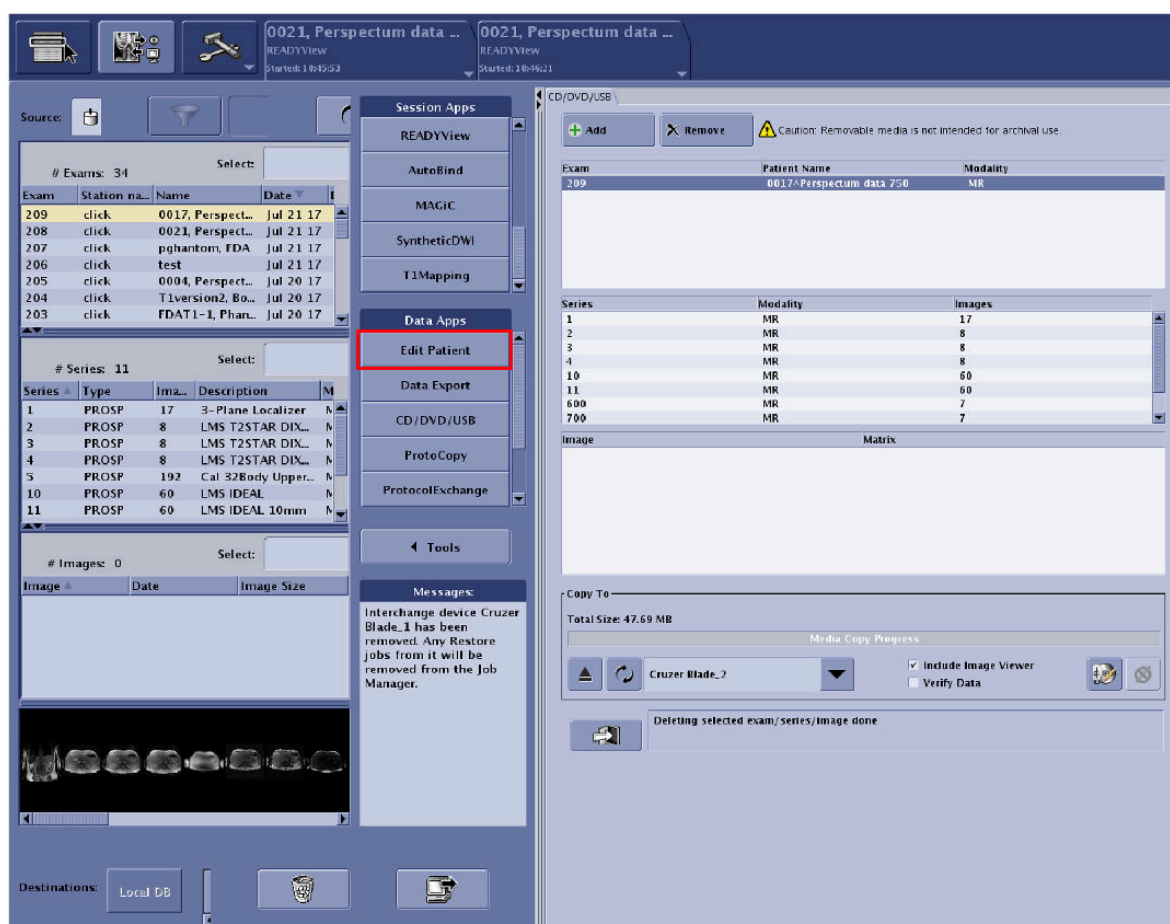 0021, Perspectum data ... 0021, Perspectum data ...
READYView READYView
Started: 10:45:53 Started: 10:46:21
Source:
# Exams: 34 Select:
Exam Station na... Name Date
209 click 0017, Perspect... Jul 21 17
208 click 0021, Perspect... Jul 21 17
207 click pghantom, FDA Jul 21 17
206 click test Jul 21 17
205 click 0004, Perspect... Jul 20 17
204 click T1version2, Bo... Jul 20 17
203 click FDAT1-1, Phan... Jul 20 17
# Series: 11 Select:
Series Type Ima... Description M
1 PROSP 17 3-Plane Localizer
2 PROSP 8 LMS T2STAR DIX...
3 PROSP 8 LMS T2STAR DIX...
4 PROSP 8 LMS T2STAR DIX...
5 PROSP 192 Cal 32Body Upper...
10 PROSP 60 LMS IDEAL
11 PROSP 60 LMS IDEAL 10mm
# Images: 0 Select:
Image Date Image Size
Destinations: Local DB
Session Apps
READYView
AutoBind
MAGiC
SyntheticDWI
T1Mapping
Data Apps
Edit Patient
Data Export
CD/DVD/USB
ProtoCopy
ProtocolExchange
Tools
Messages:
Interchange device Cruzer
Blade_1 has been
removed. Any Restore
jobs from it will be
removed from the Job
Manager.
CD/DVD/USB
Add Remove Caution: Removable media is not intended for archival use.
Exam Patient Name Modality
209 0017^Perspectum data 750 MR
Series Modality Images
1 MR 17
2 MR 8
3 MR 8
4 MR 8
10 MR 60
11 MR 60
600 MR 7
700 MR 7
Image Matrix
Copy To
Total Size: 47.69 MB
Media Copy Progress
Cruzer Blade_2 Include Image Viewer
Verify Data
Deleting selected exam/series/image done